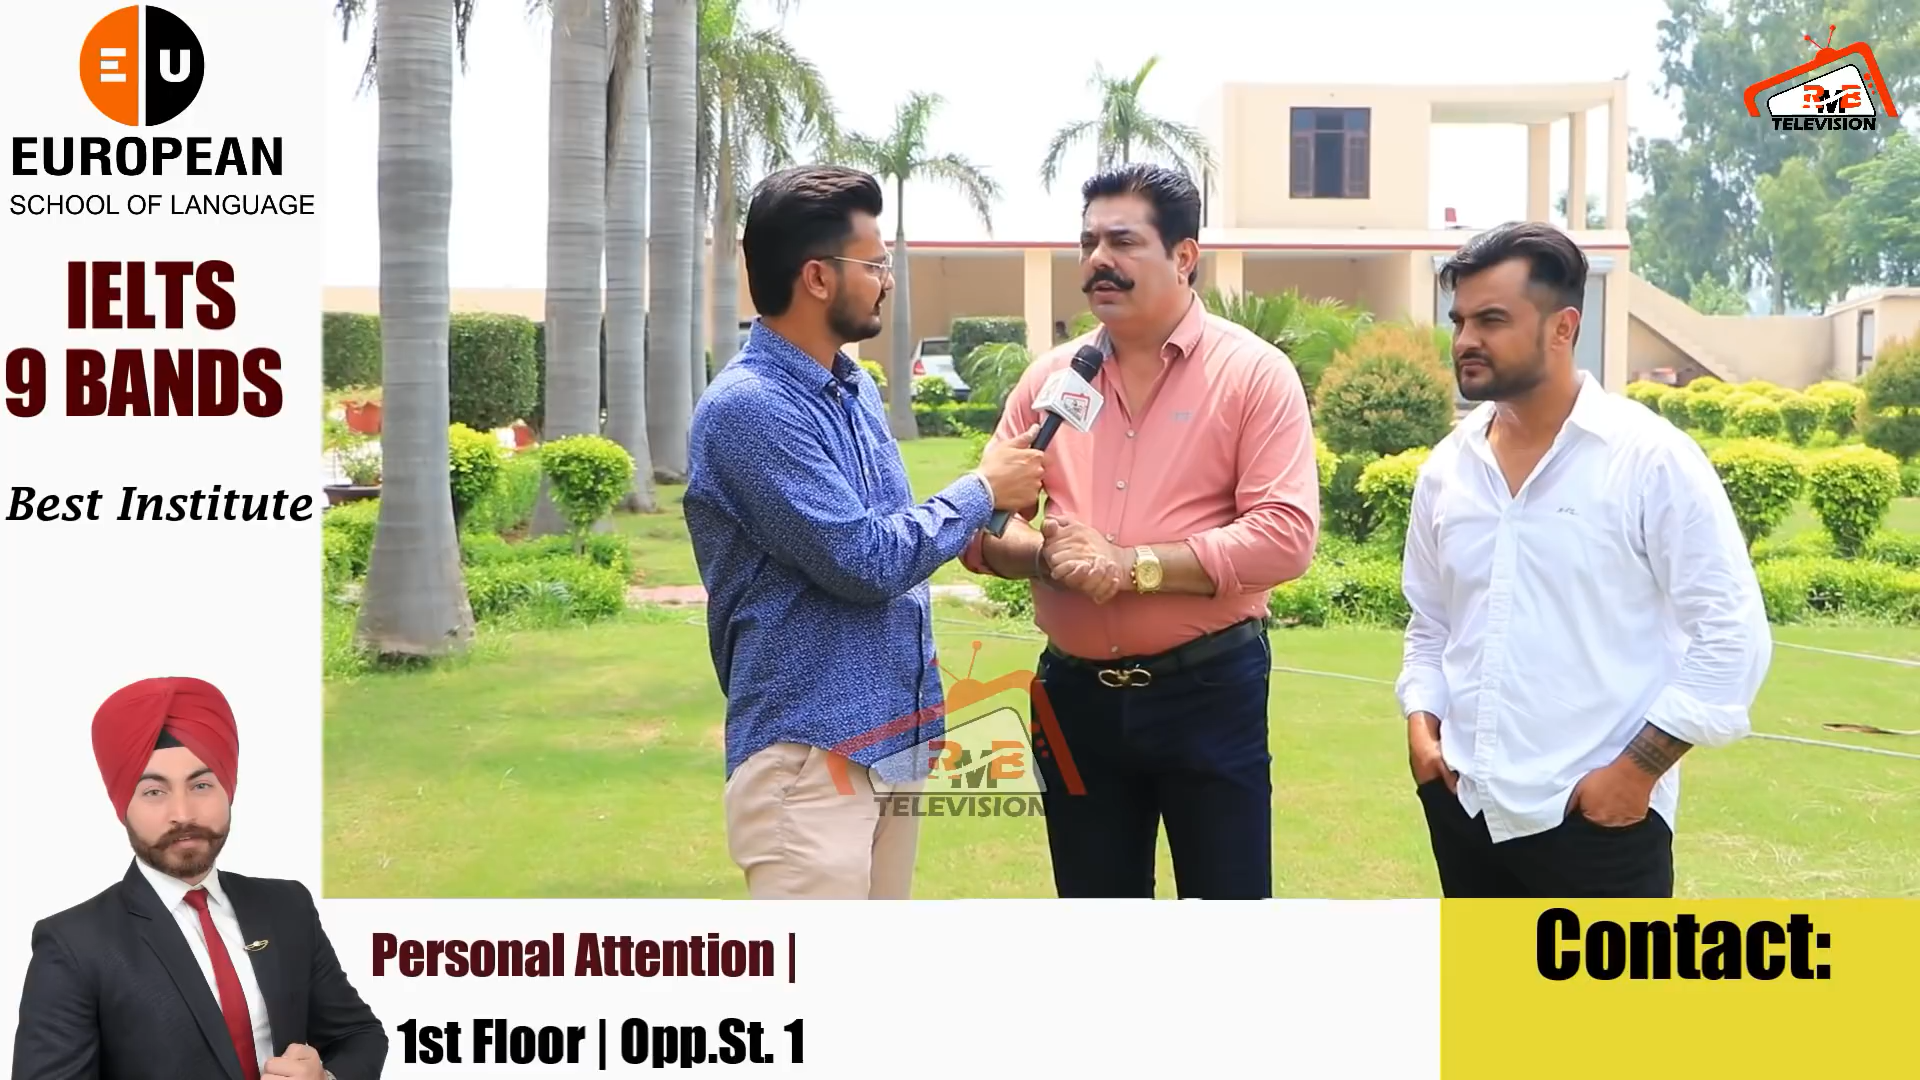 EU
EUROPEAN
SCHOOL OF LANGUAGE
IELTS
9 BANDS
Best Institute
RMB
TELEVISION
RMB
TELEVISION
Personal Attention |
1st Floor | Opp.St. 1
Contact: